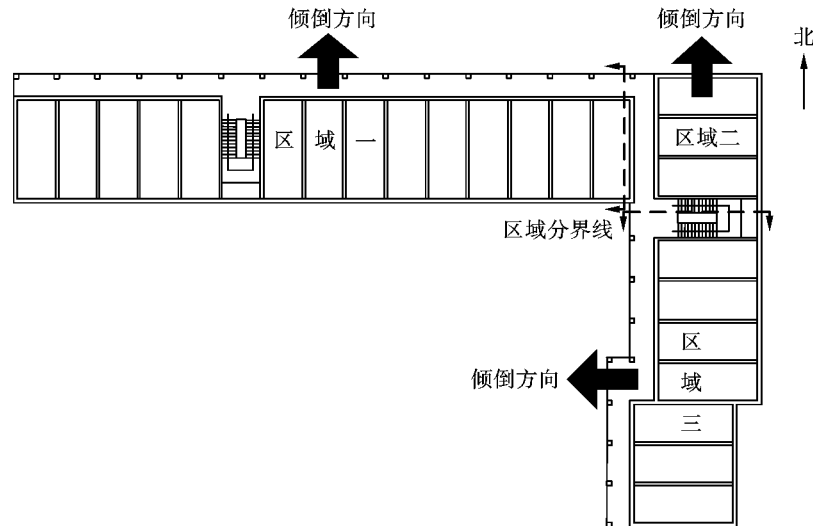 倾倒方向
倾倒方向
北
区域一
区域二
区域分界线
倾倒方向
区
域
三